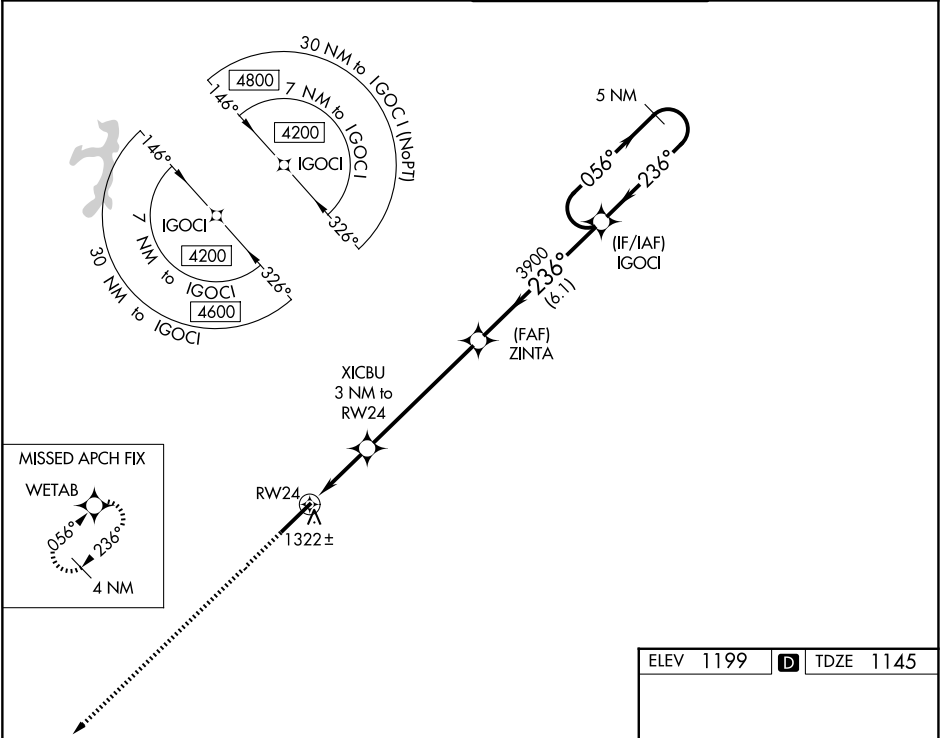 30 NM to IGOCI (NoPT)
4800
7 NM to IGOCI
146°
4200
IGOCI
326°
146°
IGOCI
4200
7 NM to IGOCI
326°
4600
30 NM to IGOCI
5 NM
056°
236°
(IF/IAF)
IGOCI
3900
236°
(6.1)
(FAF)
ZINTA
XICBU
3 NM to
RW24
RW24
1322±
MISSED APCH FIX
WETAB
056°
236°
4 NM
ELEV 1199 D TDZE 1145